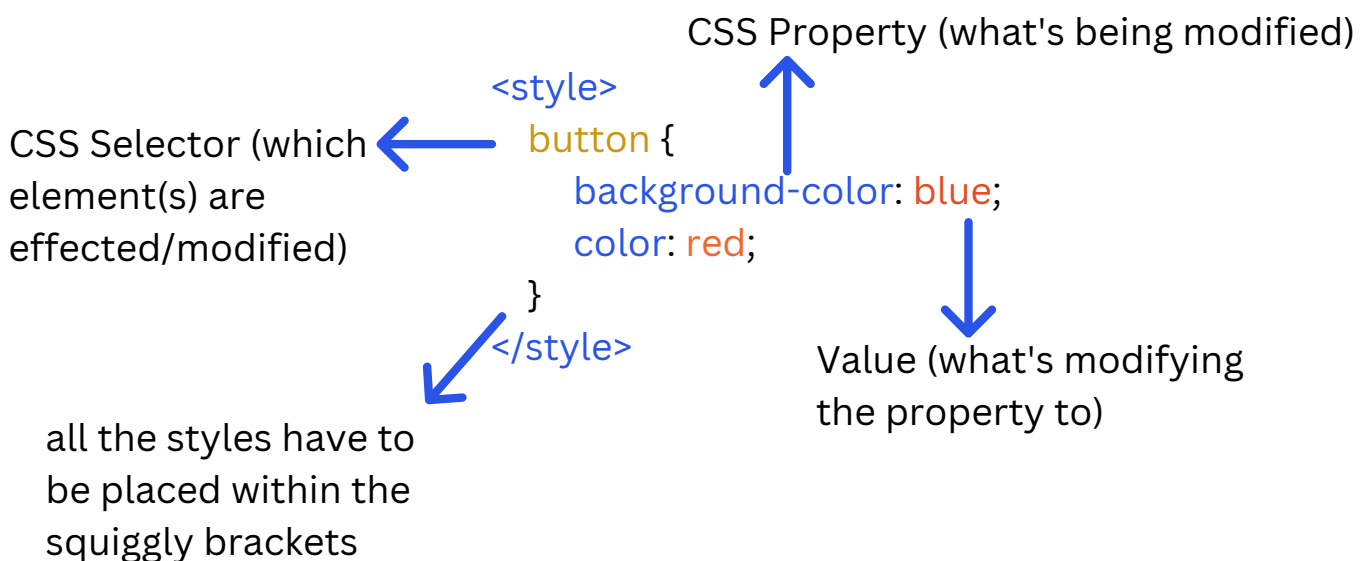 CSS Property (what's being modified)
<style>
button {
background-color: blue;
color: red;
}
</style>
CSS Selector (which
element(s) are
effected/modified)
Value (what's modifying
the property to)
all the styles have to
be placed within the
squiggly brackets